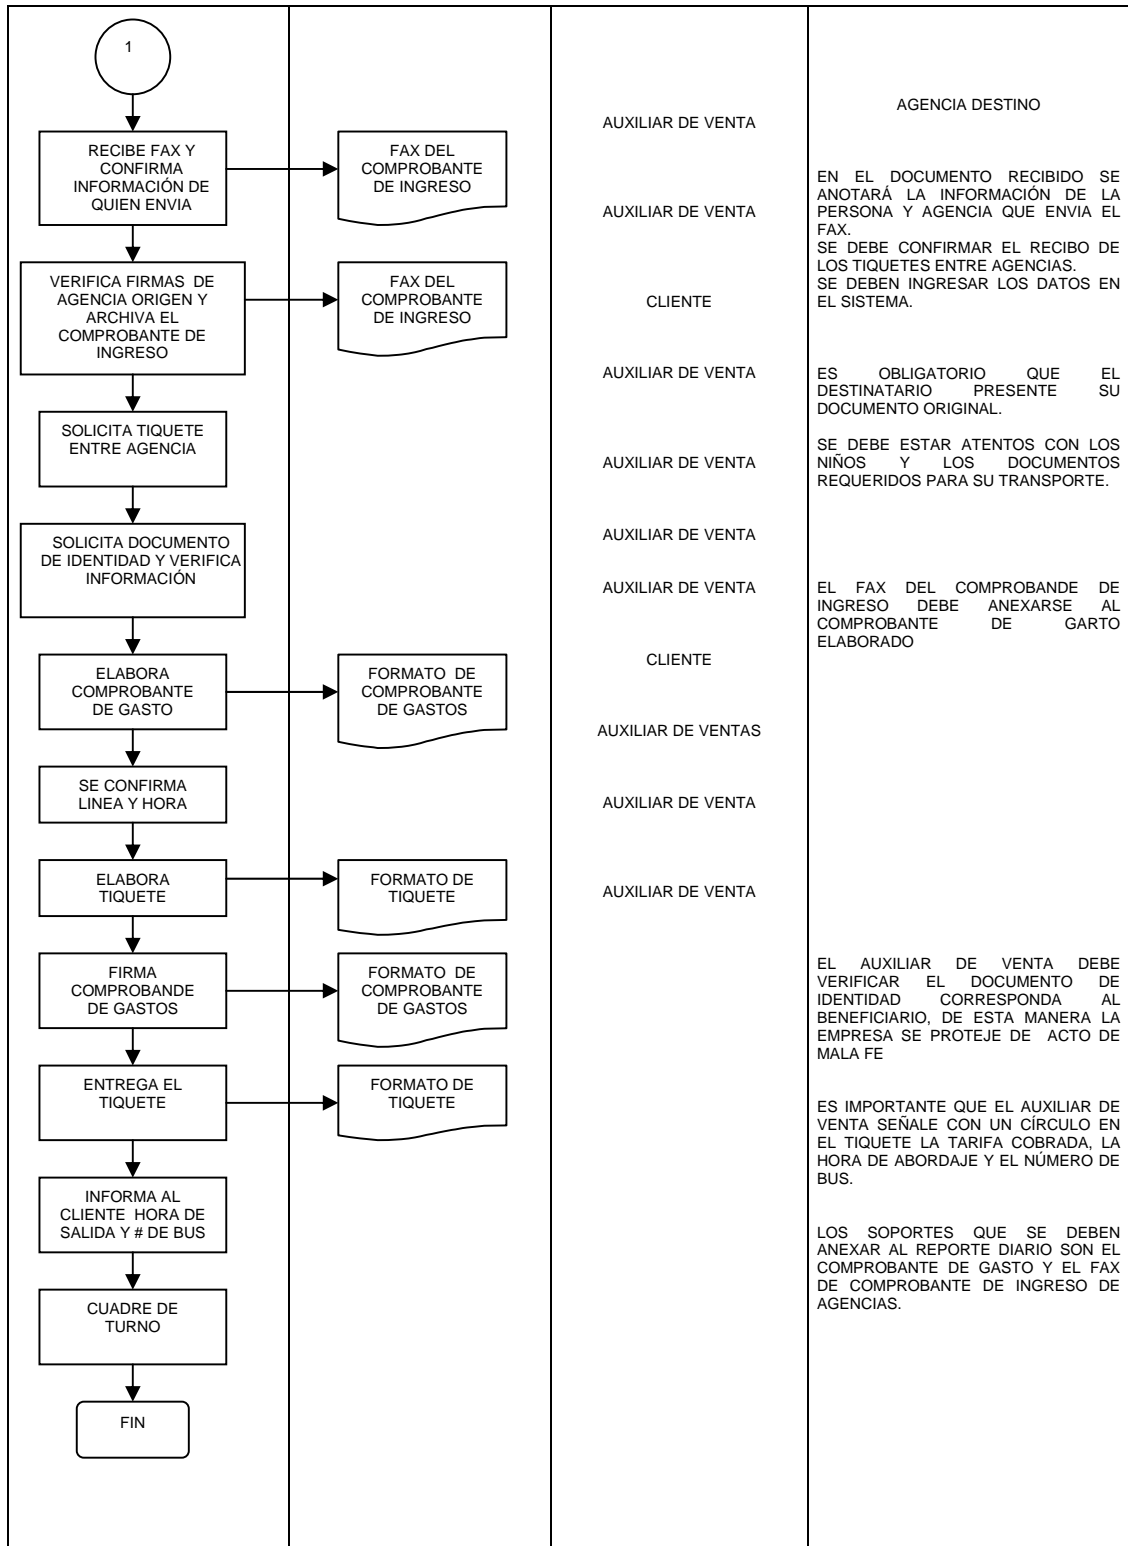 1
RECIBE FAX Y
CONFIRMA
INFORMACIÓN DE
QUIEN ENVIA
VERIFICA FIRMAS DE
AGENCIA ORIGEN Y
ARCHIVA EL
COMPROBANTE DE
INGRESO
SOLICITA TIQUETE
ENTRE AGENCIA
SOLICITA DOCUMENTO
DE IDENTIDAD Y VERIFICA
INFORMACIÓN
ELABORA
COMPROBANTE
DE GASTO
SE CONFIRMA
LINEA Y HORA
ELABORA
TIQUETE
FIRMA
COMPROBANDE
DE GASTOS
ENTREGA EL
TIQUETE
INFORMA AL
CLIENTE HORA DE
SALIDA Y # DE BUS
CUADRE DE
TURNO
FIN
FAX DEL
COMPROBANTE
DE INGRESO
FAX DEL
COMPROBANTE
DE INGRESO
FORMATO DE
COMPROBANTE
DE GASTOS
FORMATO DE
TIQUETE
FORMATO DE
COMPROBANTE
DE GASTOS
FORMATO DE
TIQUETE
AUXILIAR DE VENTA
AUXILIAR DE VENTA
CLIENTE
AUXILIAR DE VENTA
AUXILIAR DE VENTA
AUXILIAR DE VENTA
AUXILIAR DE VENTA
CLIENTE
AUXILIAR DE VENTAS
AUXILIAR DE VENTA
AUXILIAR DE VENTA
AGENCIA DESTINO
EN EL DOCUMENTO RECIBIDO SE
ANOTARÁ LA INFORMACIÓN DE LA
PERSONA Y AGENCIA QUE ENVIA EL
FAX.
SE DEBE CONFIRMAR EL RECIBO DE
LOS TIQUETES ENTRE AGENCIAS.
SE DEBEN INGRESAR LOS DATOS EN
EL SISTEMA.
ES OBLIGATORIO QUE EL
DESTINATARIO PRESENTE SU
DOCUMENTO ORIGINAL.
SE DEBE ESTAR ATENTOS CON LOS
NIÑOS Y LOS DOCUMENTOS
REQUERIDOS PARA SU TRANSPORTE.
EL FAX DEL COMPROBANDE DE
INGRESO DEBE ANEXARSE AL
COMPROBANTE DE GARTO
ELABORADO
EL AUXILIAR DE VENTA DEBE
VERIFICAR EL DOCUMENTO DE
IDENTIDAD CORRESPONDA AL
BENEFICIARIO, DE ESTA MANERA LA
EMPRESA SE PROTEJE DE ACTO DE
MALA FE
ES IMPORTANTE QUE EL AUXILIAR DE
VENTA SEÑALE CON UN CÍRCULO EN
EL TIQUETE LA TARIFA COBRADA, LA
HORA DE ABORDAJE Y EL NÚMERO DE
BUS.
LOS SOPORTES QUE SE DEBEN
ANEXAR AL REPORTE DIARIO SON EL
COMPROBANTE DE GASTO Y EL FAX
DE COMPROBANTE DE INGRESO DE
AGENCIAS.